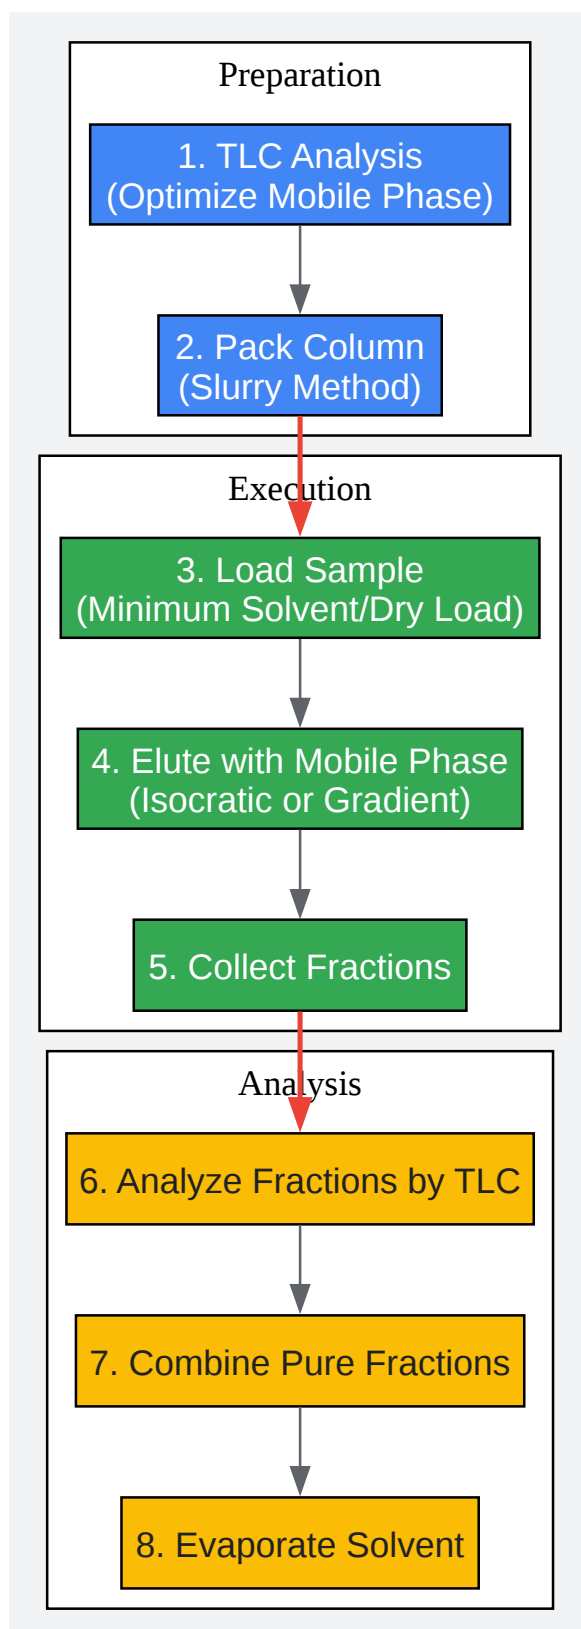 Preparation
1. TLC Analysis
(Optimize Mobile Phase)
2. Pack Column
(Slurry Method)
Execution
3. Load Sample
(Minimum Solvent/Dry Load)
4. Elute with Mobile Phase
(Isocratic or Gradient)
5. Collect Fractions
Analysis
6. Analyze Fractions by TLC
7. Combine Pure Fractions
8. Evaporate Solvent